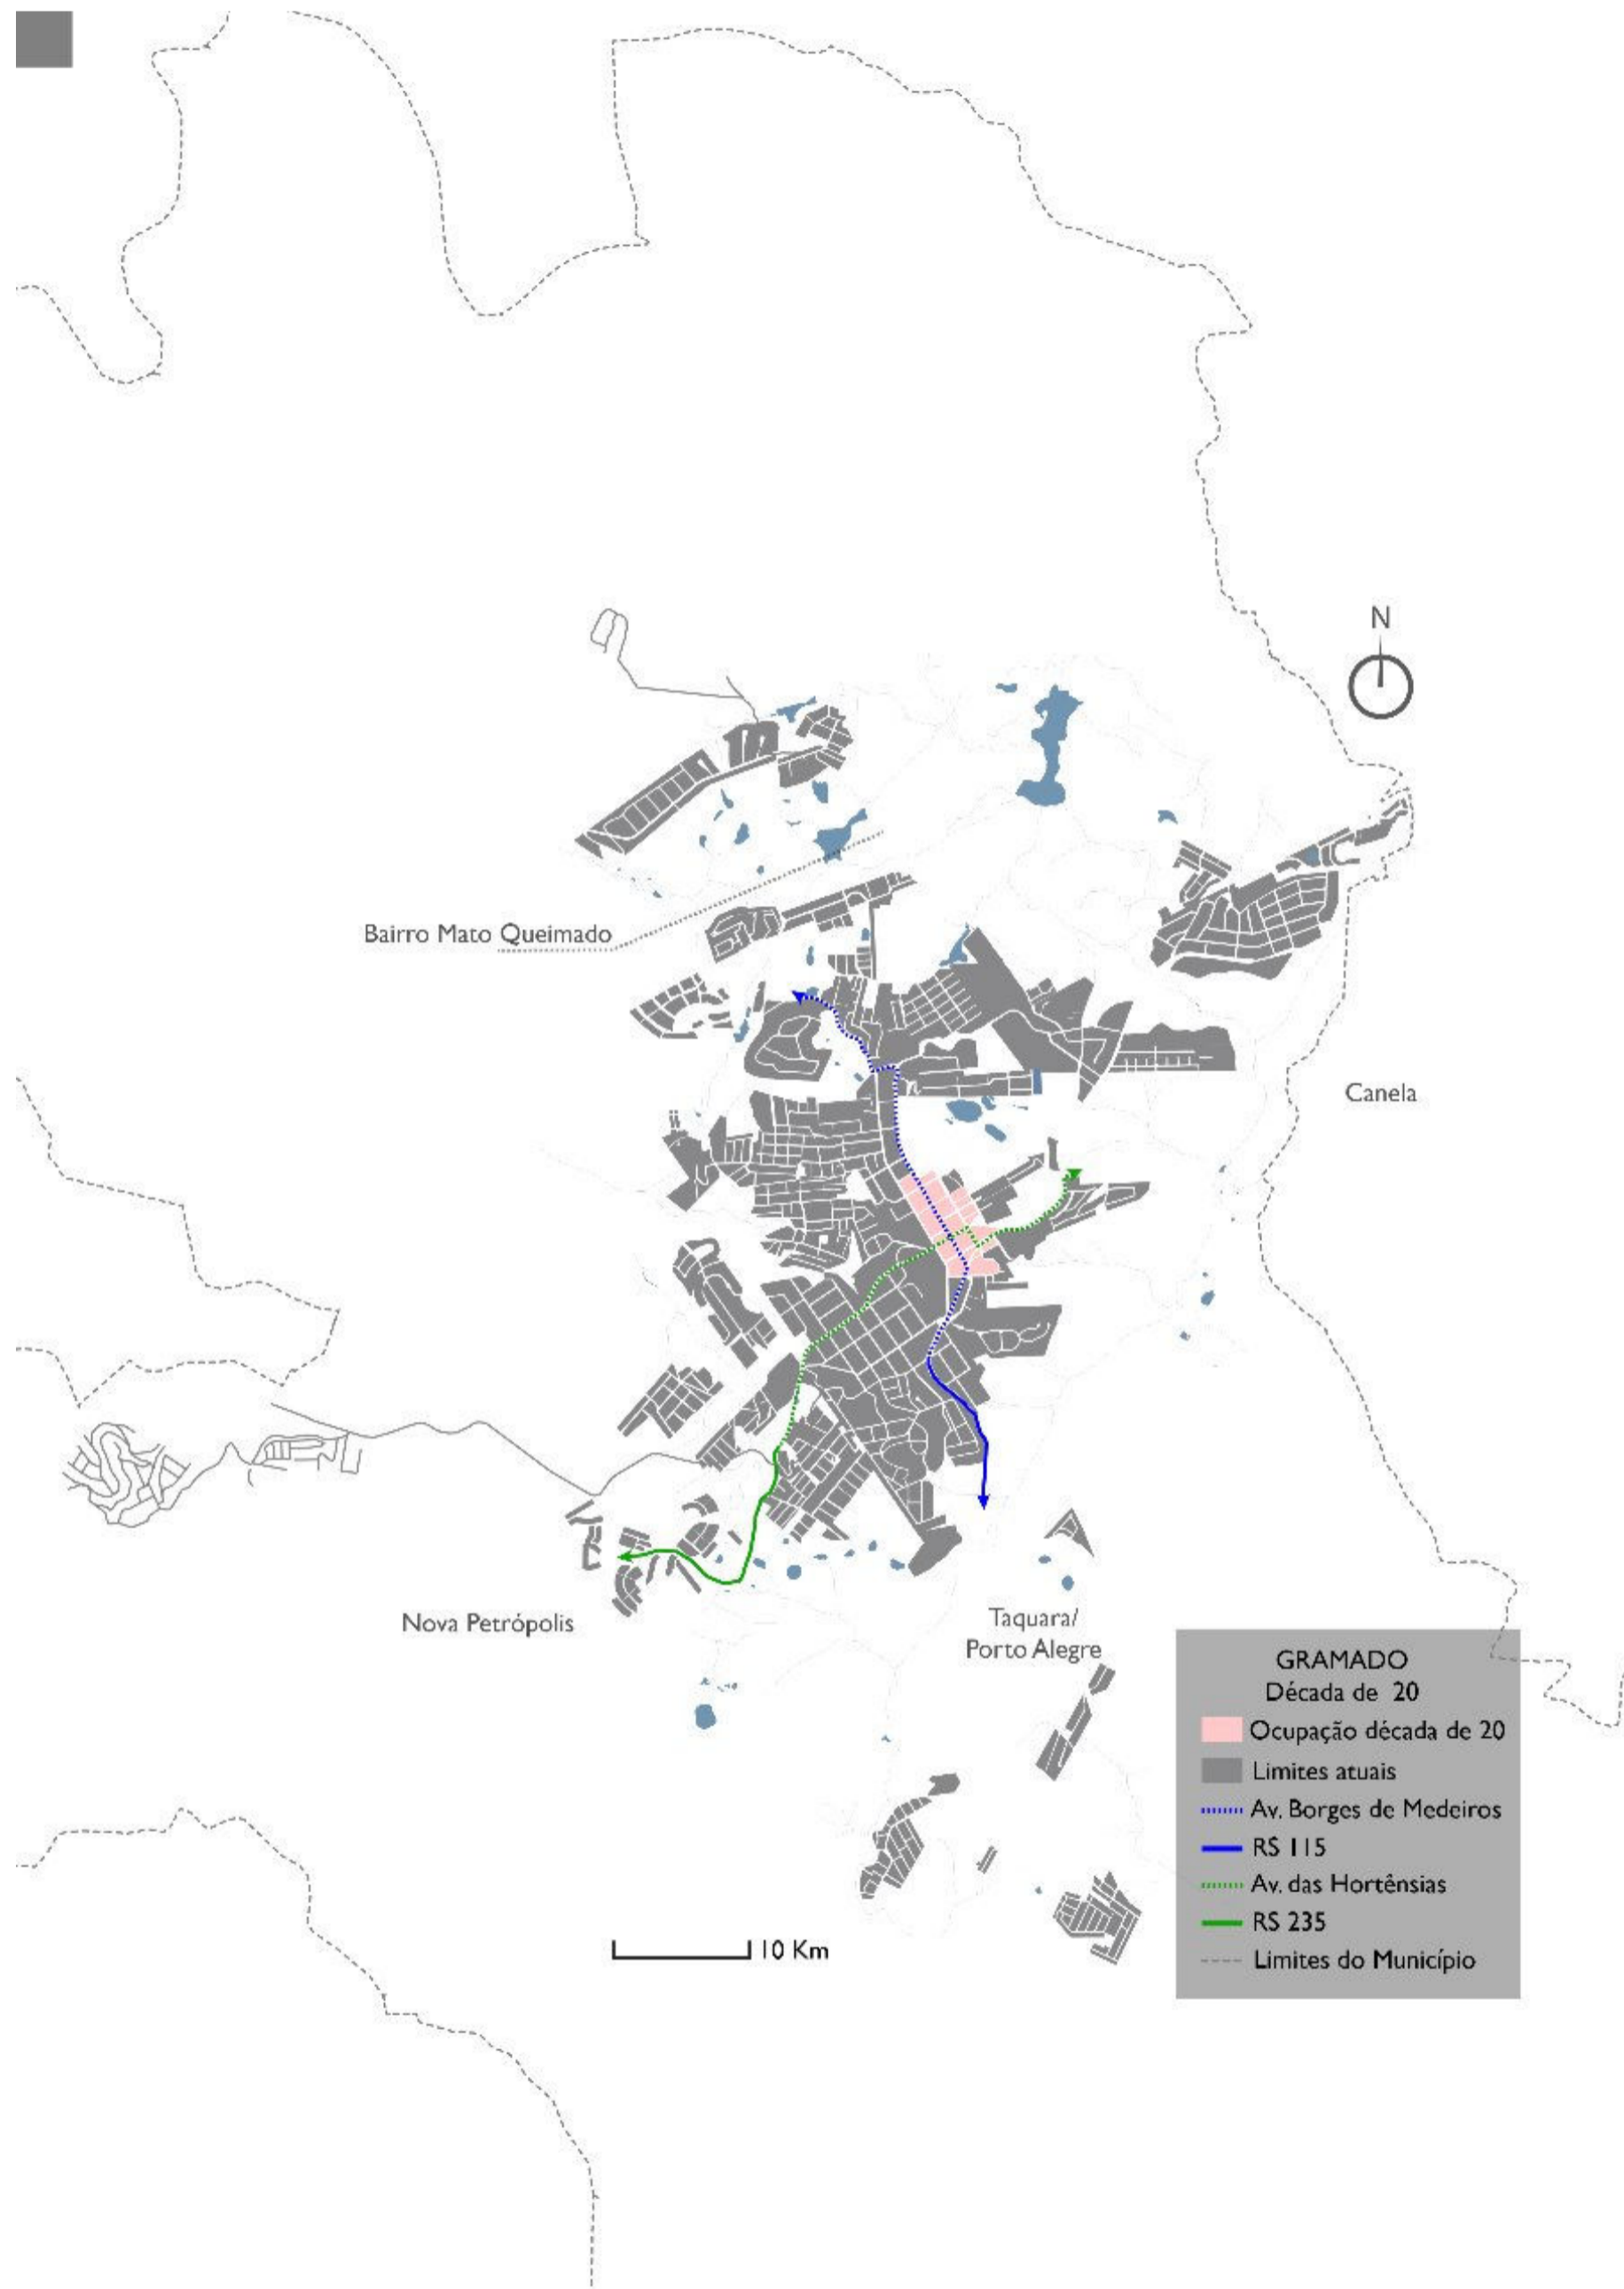 N
Bairro Mato Queimado
Canela
Nova Petrópolis
Taquara/
Porto Alegre
GRAMADO
Década de 20
Ocupação década de 20
Limites atuais
Av. Borges de Medeiros
RS 115
Av. das Hortênsias
RS 235
Limites do Município
10 Km